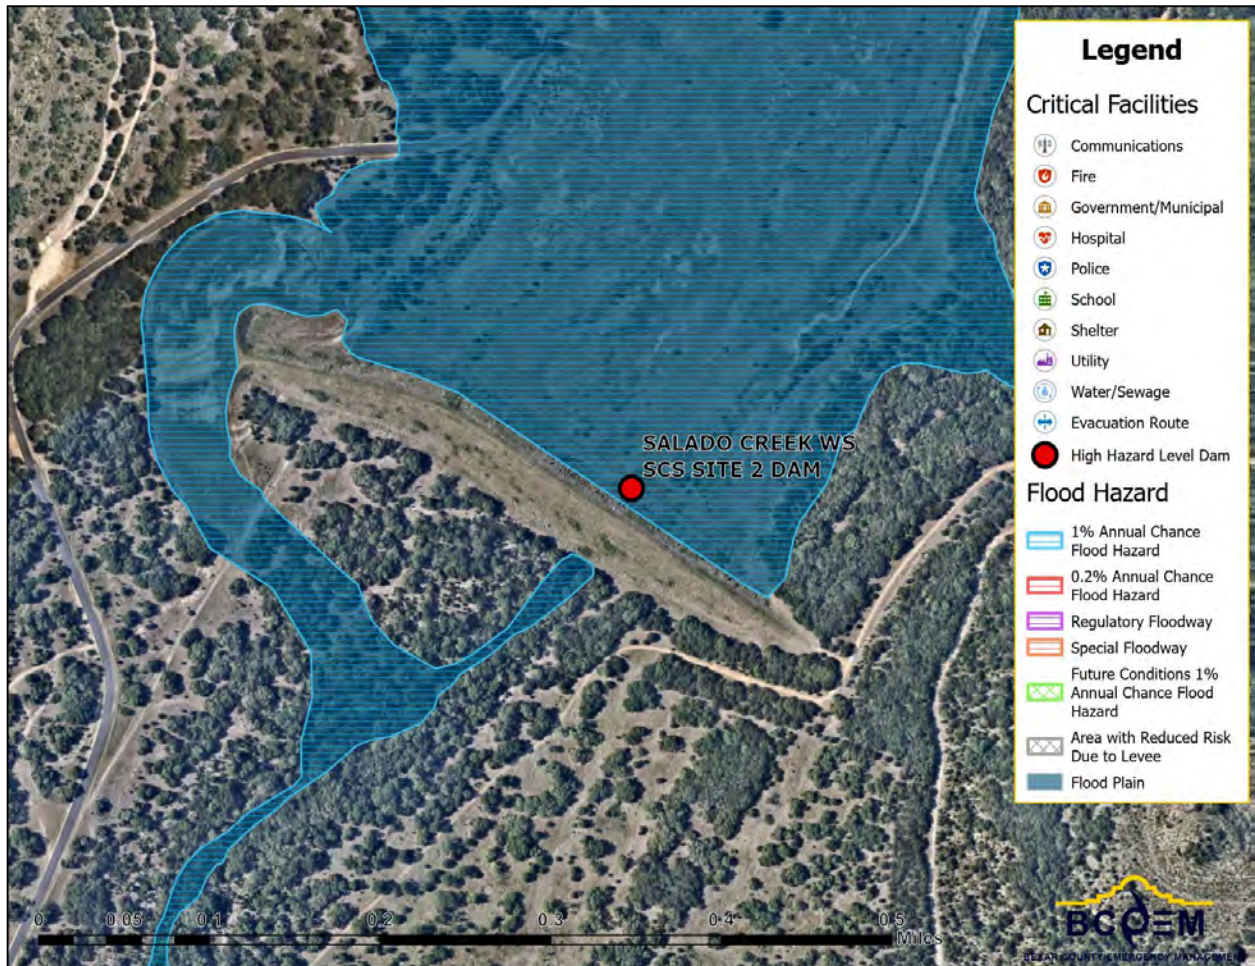 Legend
Critical Facilities
Communications
Fire
Government/Municipal
Hospital
Police
School
Shelter
Utility
Water/Sewage
Evacuation Route
High Hazard Level Dam
Flood Hazard
1% Annual Chance
Flood Hazard
0.2% Annual Chance
Flood Hazard
Regulatory Floodway
Special Floodway
Future Conditions 1%
Annual Chance Flood
Hazard
Area with Reduced Risk
Due to Levee
Flood Plain
SALADO CREEK WS
SCS SITE 2 DAM
0 0.05 0.1 0.2 0.3 0.4 0.5
Miles
BCOEM
BEXAR COUNTY EMERGENCY MANAGEMENT